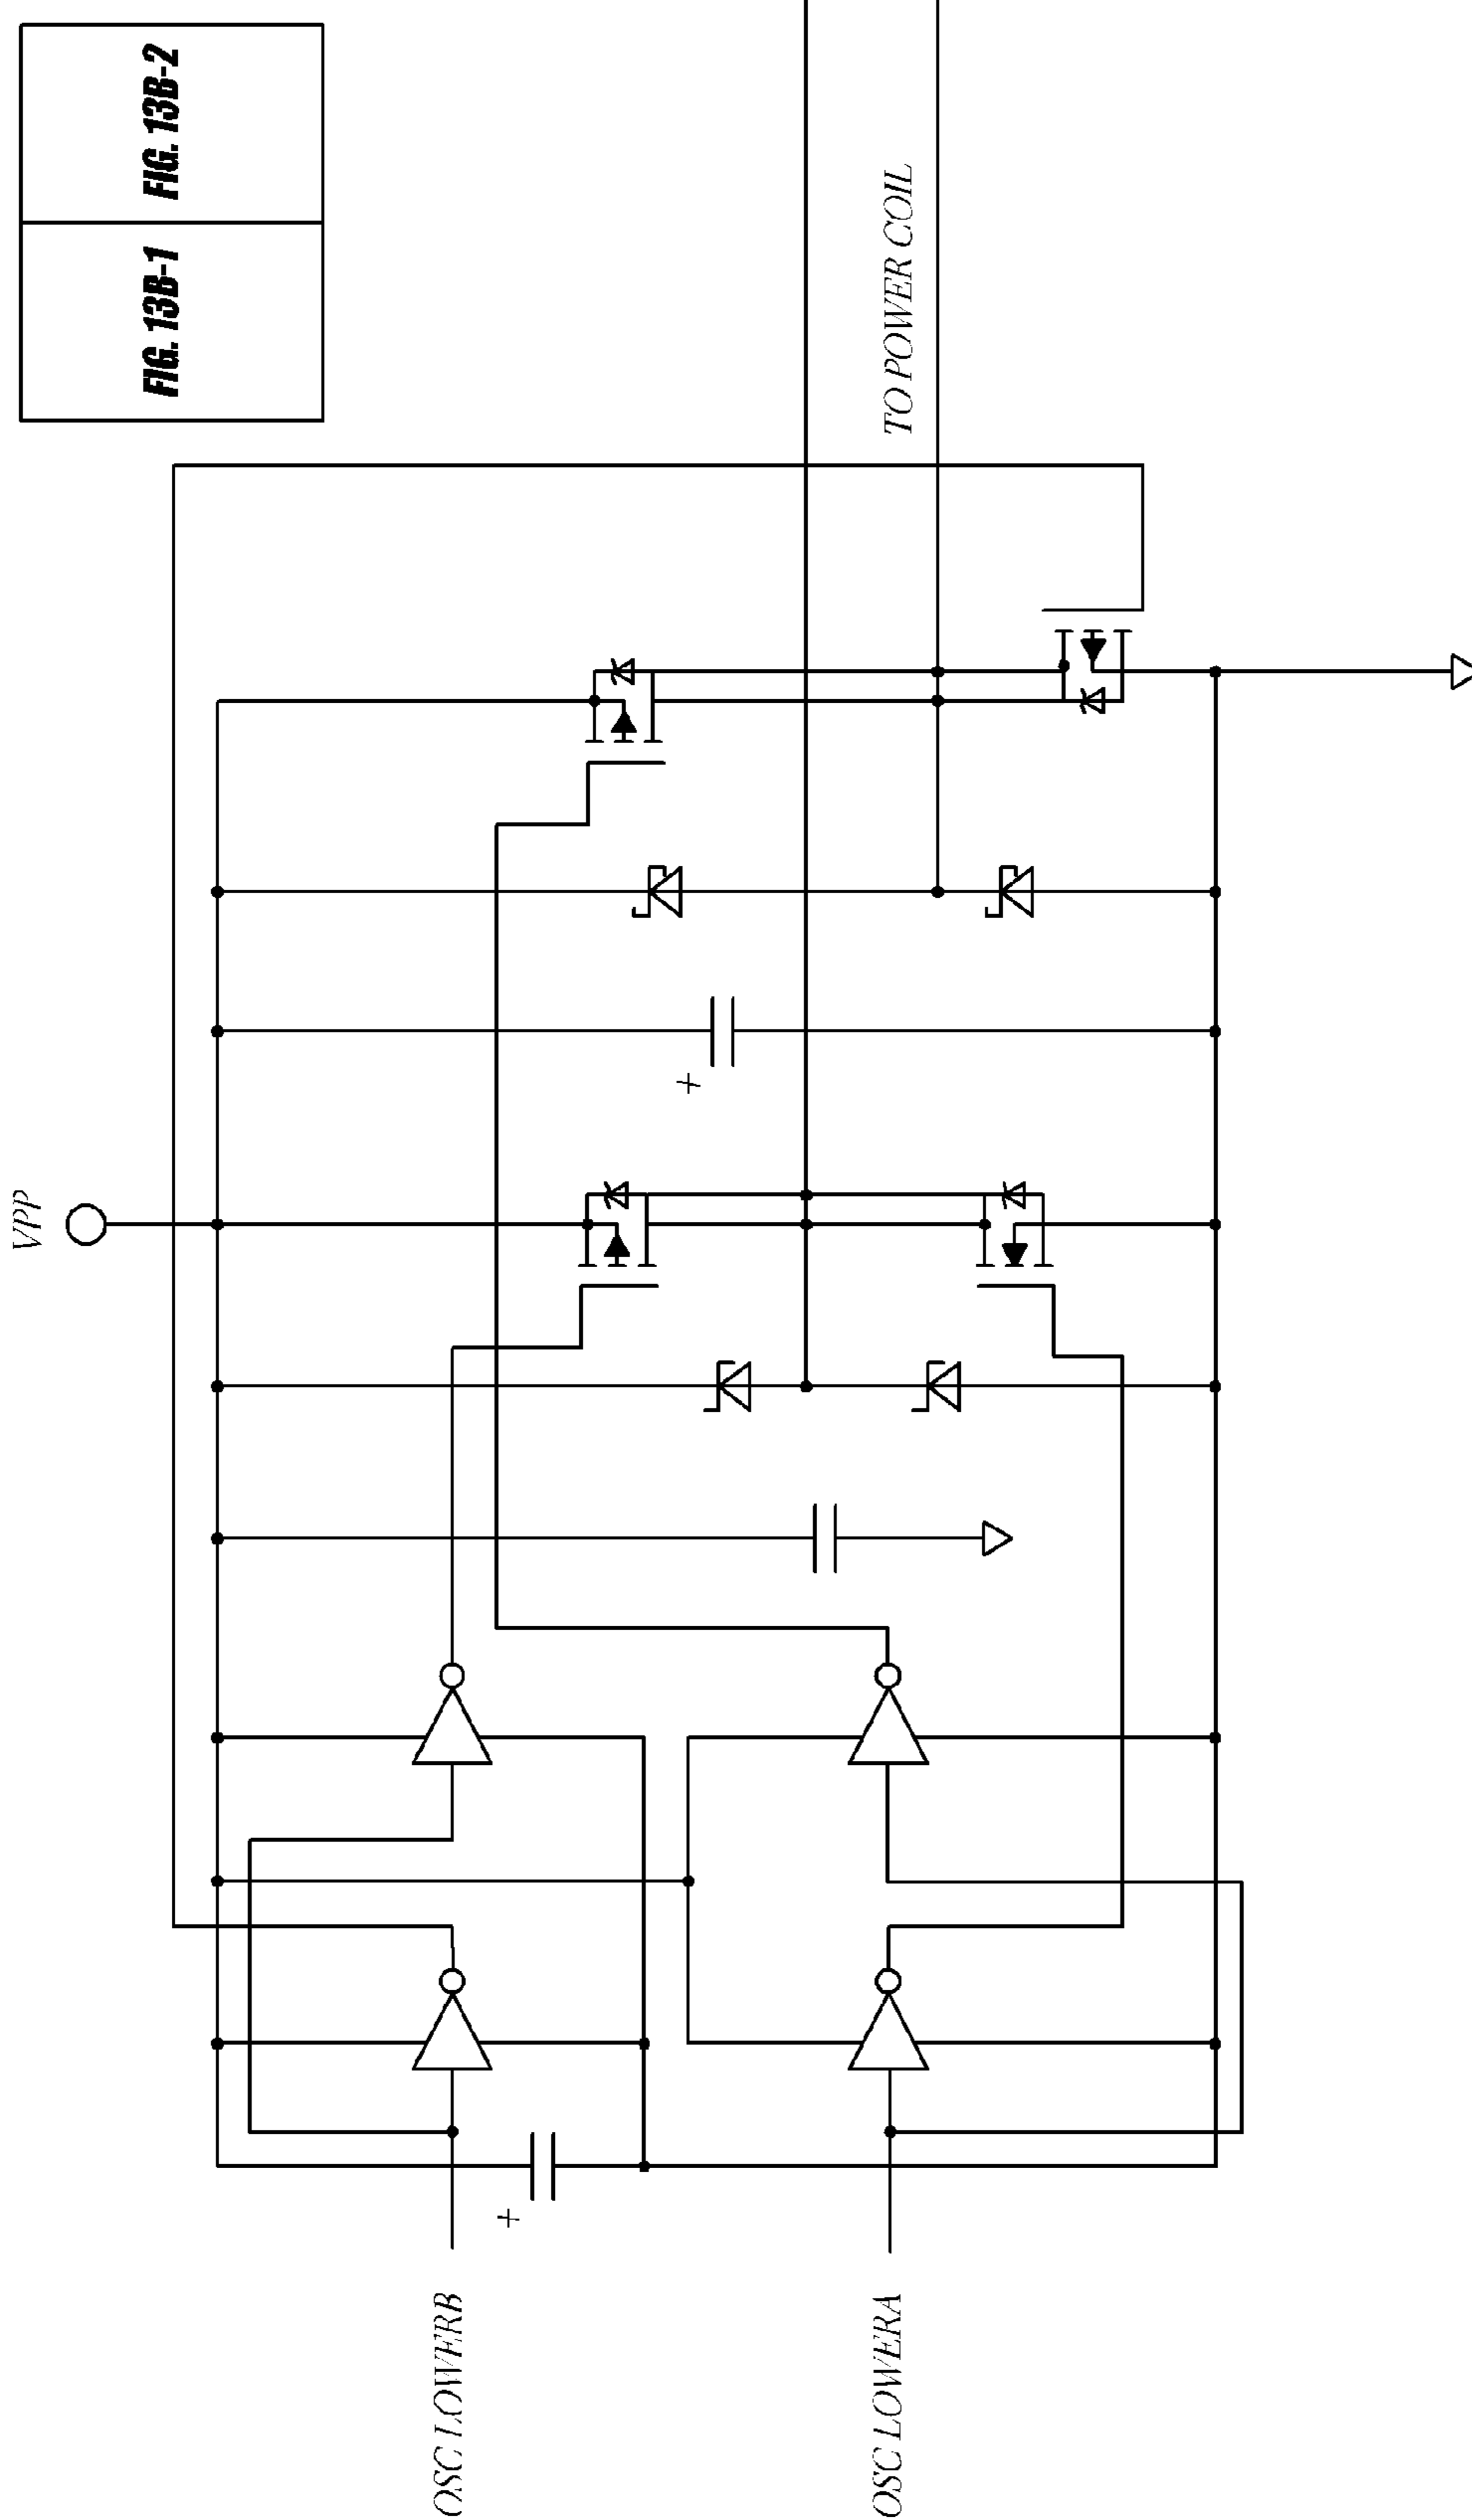 FIG. 13B-1
FIG. 13B-2
VPP
TO POWER COIL
OSC LOWERB
OSC LOWERA
+
+